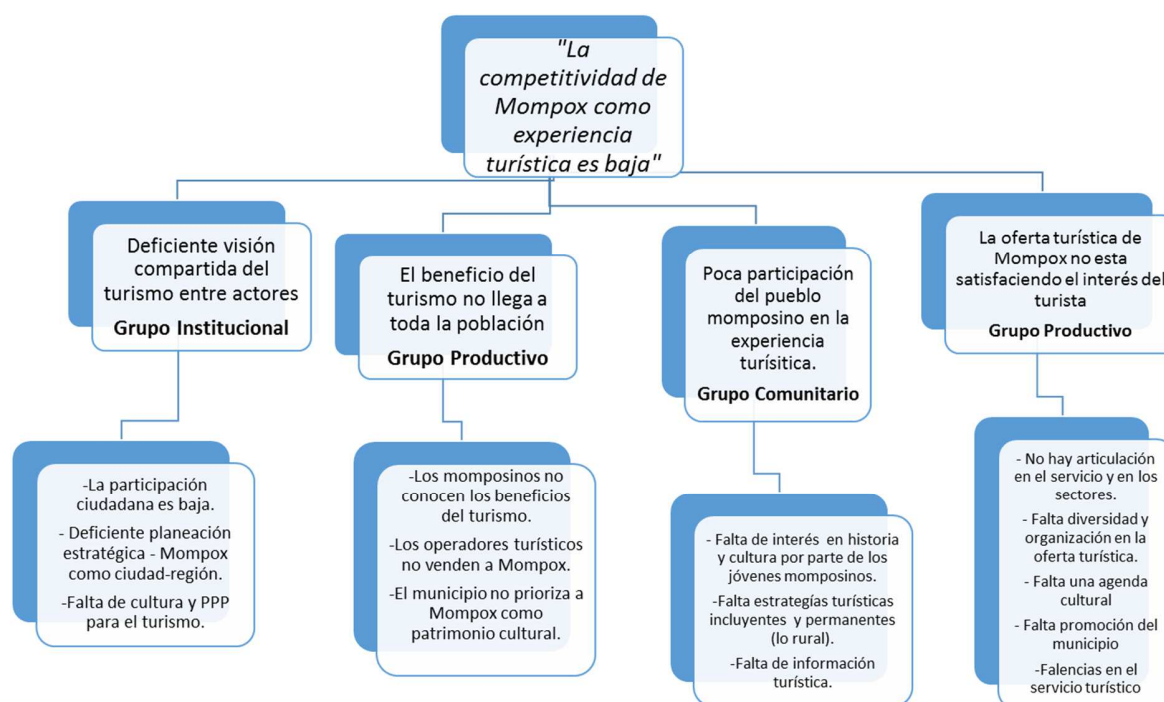 "La
competitividad de
Mompox como
experiencia
turística es baja"
Deficiente visión
compartida del
turismo entre actores
Grupo Institucional
El beneficio del
turismo no llega a
toda la población
Grupo Productivo
Poca participación
del pueblo
momposino en la
experiencia
turísitica.
Grupo Comunitario
La oferta turística de
Mompox no esta
satisfaciendo el interés del
turista
Grupo Productivo
-La participación
ciudadana es baja.
- Deficiente planeación
estratégica - Mompox
como ciudad-región.
-Falta de cultura y PPP
para el turismo.
-Los momposinos no
conocen los beneficios
del turismo.
-Los operadores turísticos
no venden a Mompox.
-El municipio no prioriza a
Mompox como
patrimonio cultural.
- Falta de interés en historia
y cultura por parte de los
jóvenes momposinos.
-Falta estrategías turísticas
incluyentes y permanentes
(lo rural).
-Falta de información
turística.
- No hay articulación
en el servicio y en los
sectores.
- Falta diversidad y
organización en la
oferta turística.
- Falta una agenda
cultural
- Falta promoción del
municipio
-Falencias en el
servicio turístico